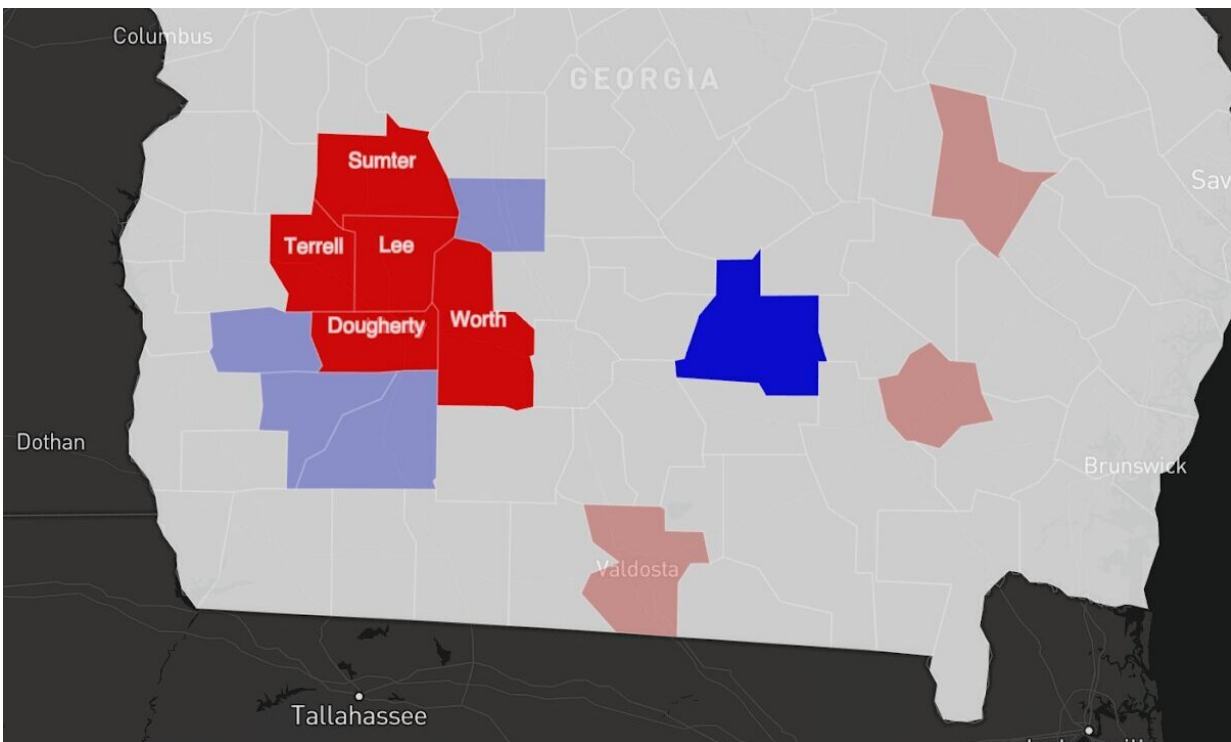 Columbus
GEORGIA
Sumter
Sav
Terrell
Lee
Dougherty
Worth
Dothan
Brunswick
Valdosta
Tallahassee